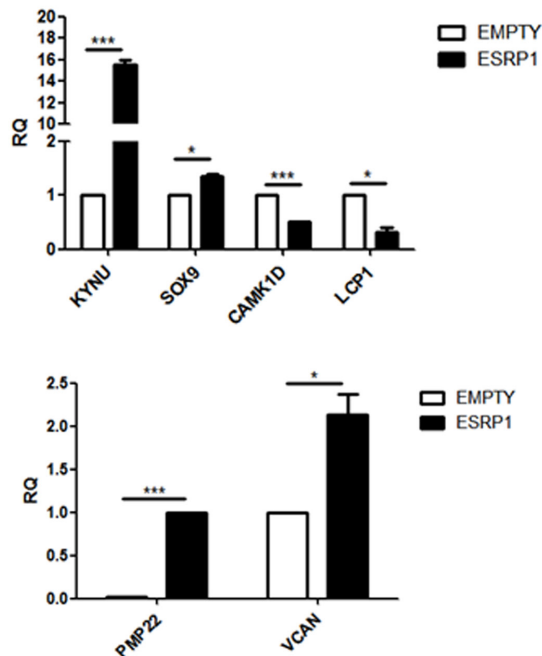 20
18
16
14
12
10
2
1
0
RQ
***
*
***
*
EMPTY
ESRP1
KYNU
SOX9
CAMK1D
LCP1
2.5
2.0
1.5
1.0
0.5
0.0
RQ
***
*
EMPTY
ESRP1
PMP22
VCAN